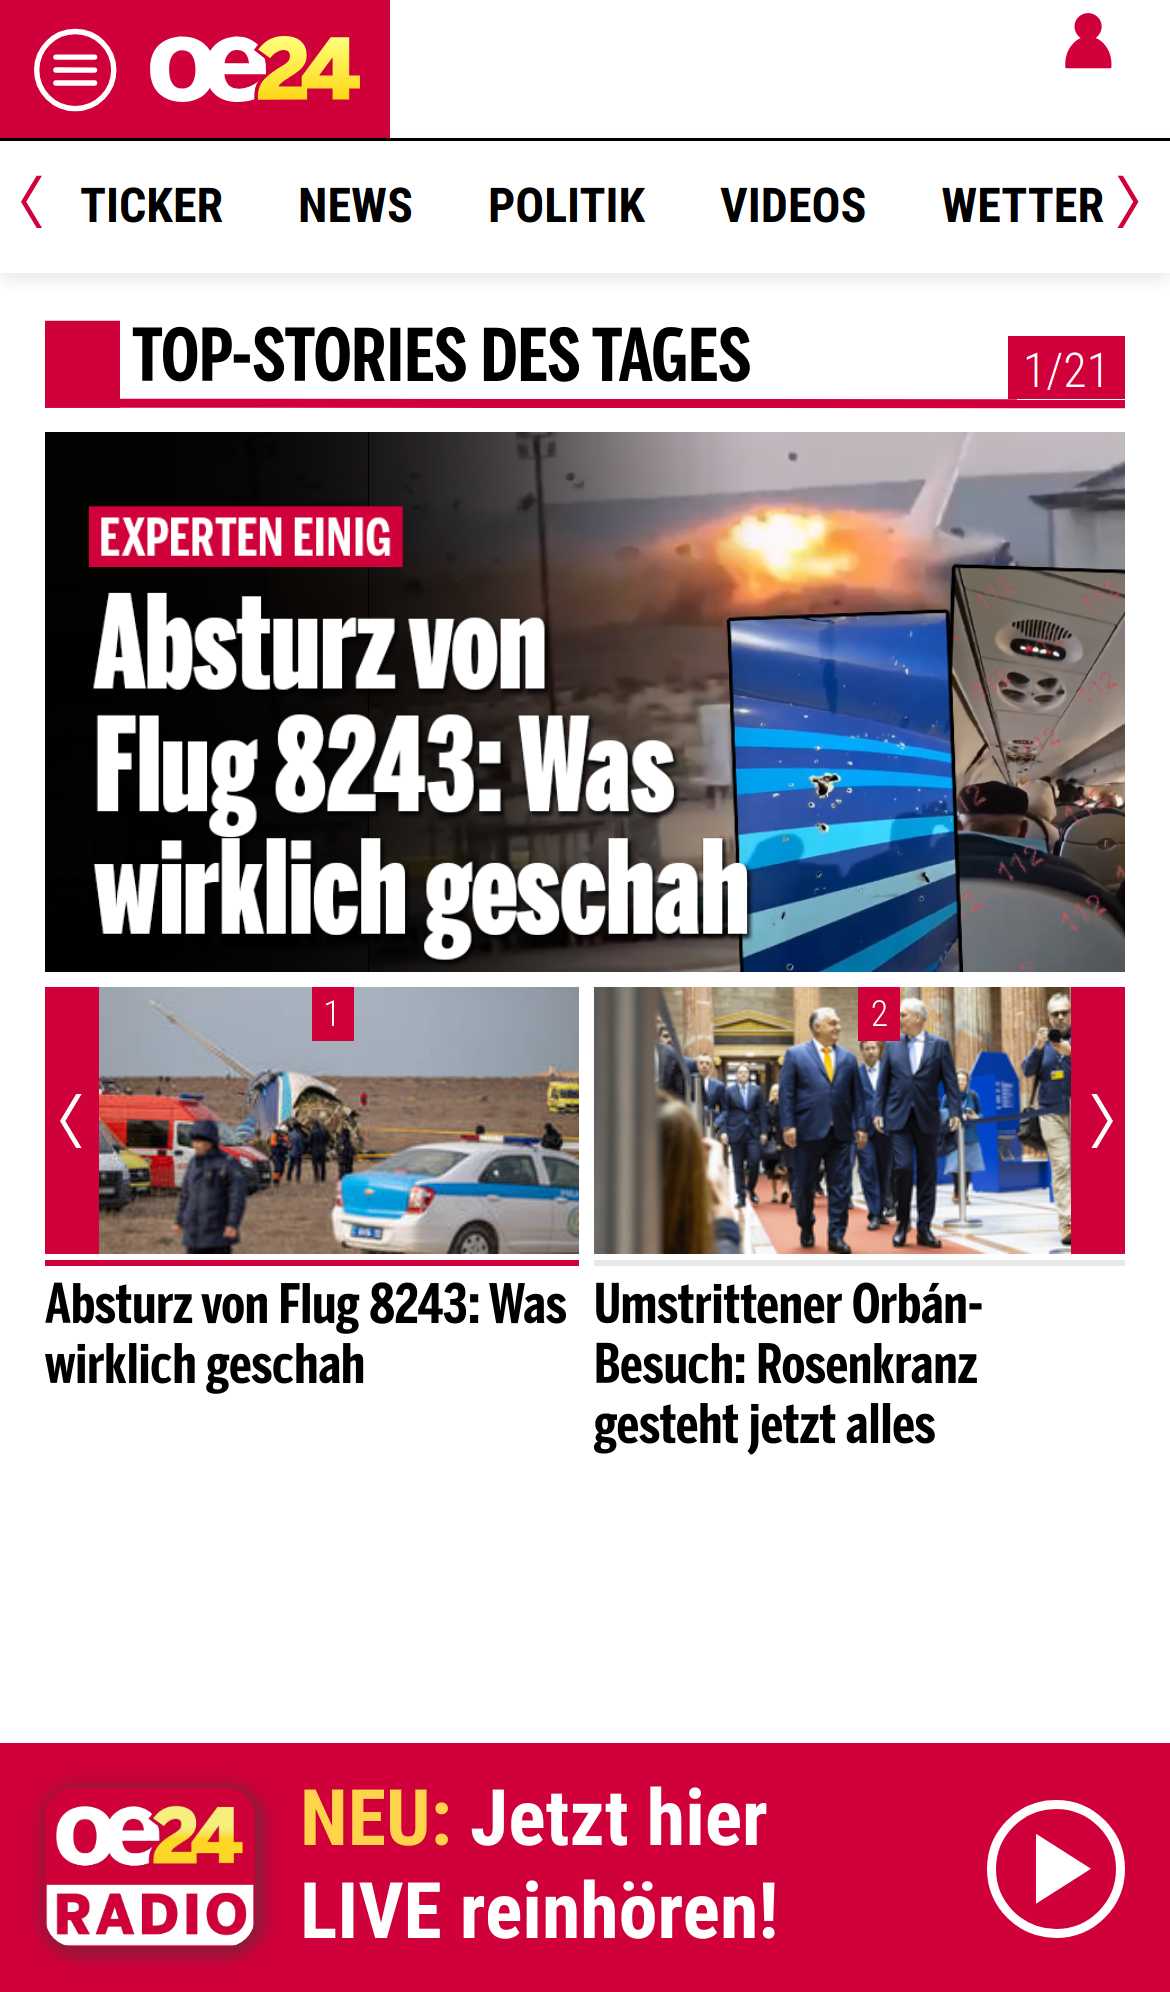 oe24
TICKER NEWS POLITIK VIDEOS WETTER
TOP-STORIES DES TAGES
1/21
EXPERTEN EINIG
Absturz von
Flug 8243: Was
wirklich geschah
112
1
2
Absturz von Flug 8243: Was
wirklich geschah
Umstrittener Orbán-
Besuch: Rosenkranz
gesteht jetzt alles
oe24
RADIO
NEU: Jetzt hier
LIVE reinhören!